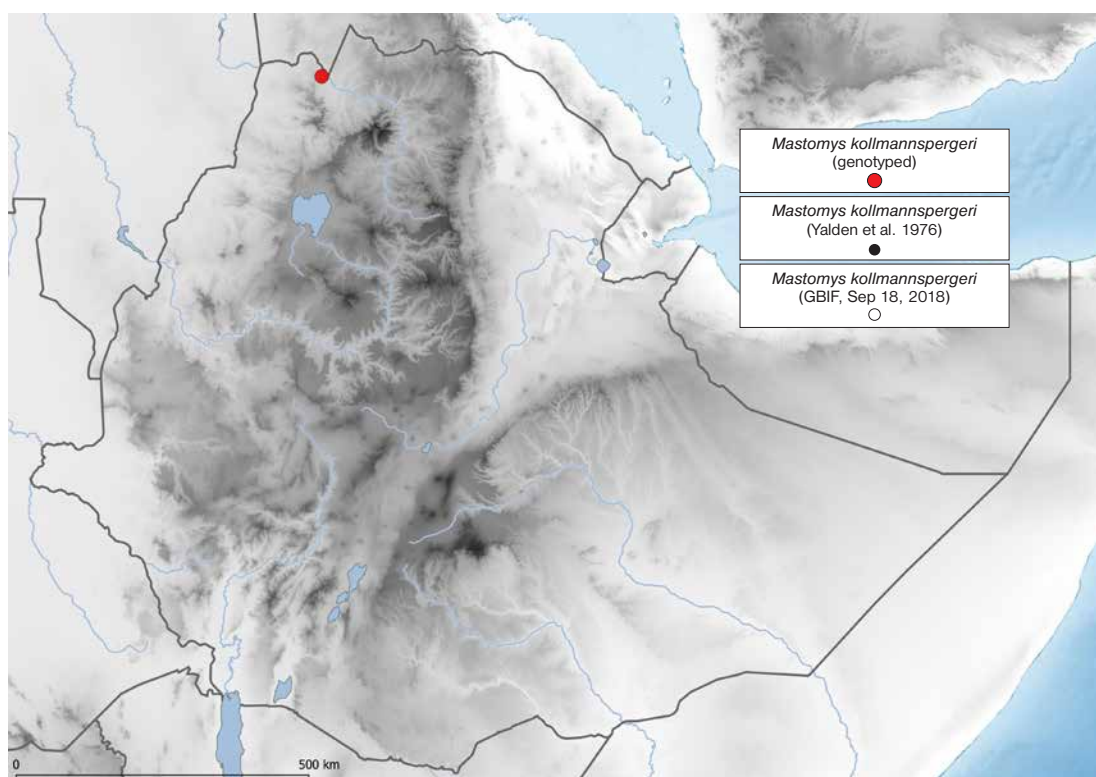 Mastomys kollmannspergeri
(genotyped)
Mastomys kollmannspergeri
(Yalden et al. 1976)
Mastomys kollmannspergeri
(GBIF, Sep 18, 2018)
0 500 km